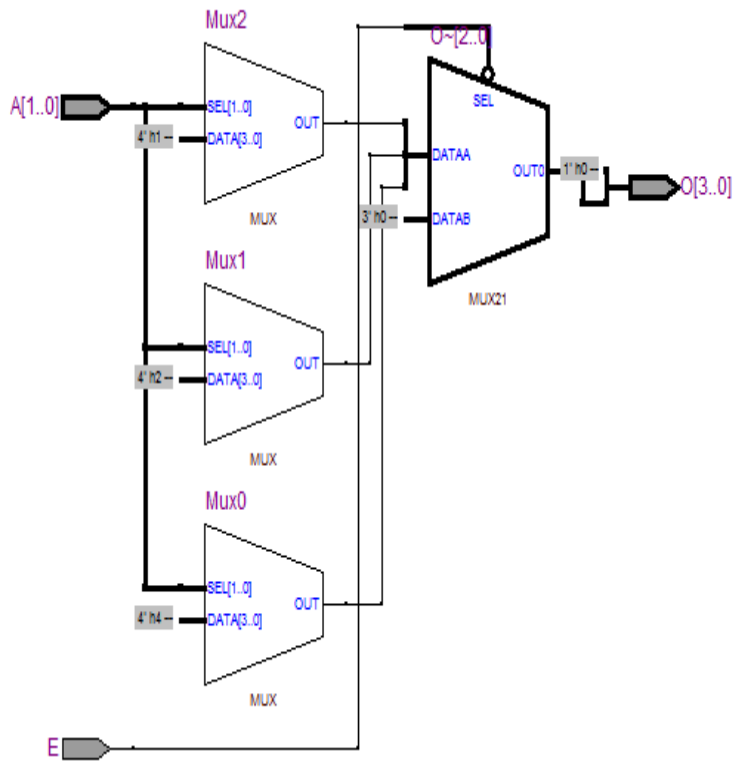 Mux2
O~[2..0]
A[1..0]
SEL[1..0]
4' h1 --
DATA[3..0]
OUT
MUX
SEL
DATAA
DATAB
OUT0
3' h0 --
1' h0 --
O[3..0]
MUX21
Mux1
SEL[1..0]
4' h2 --
DATA[3..0]
OUT
MUX
Mux0
SEL[1..0]
4' h4 --
DATA[3..0]
OUT
MUX
E